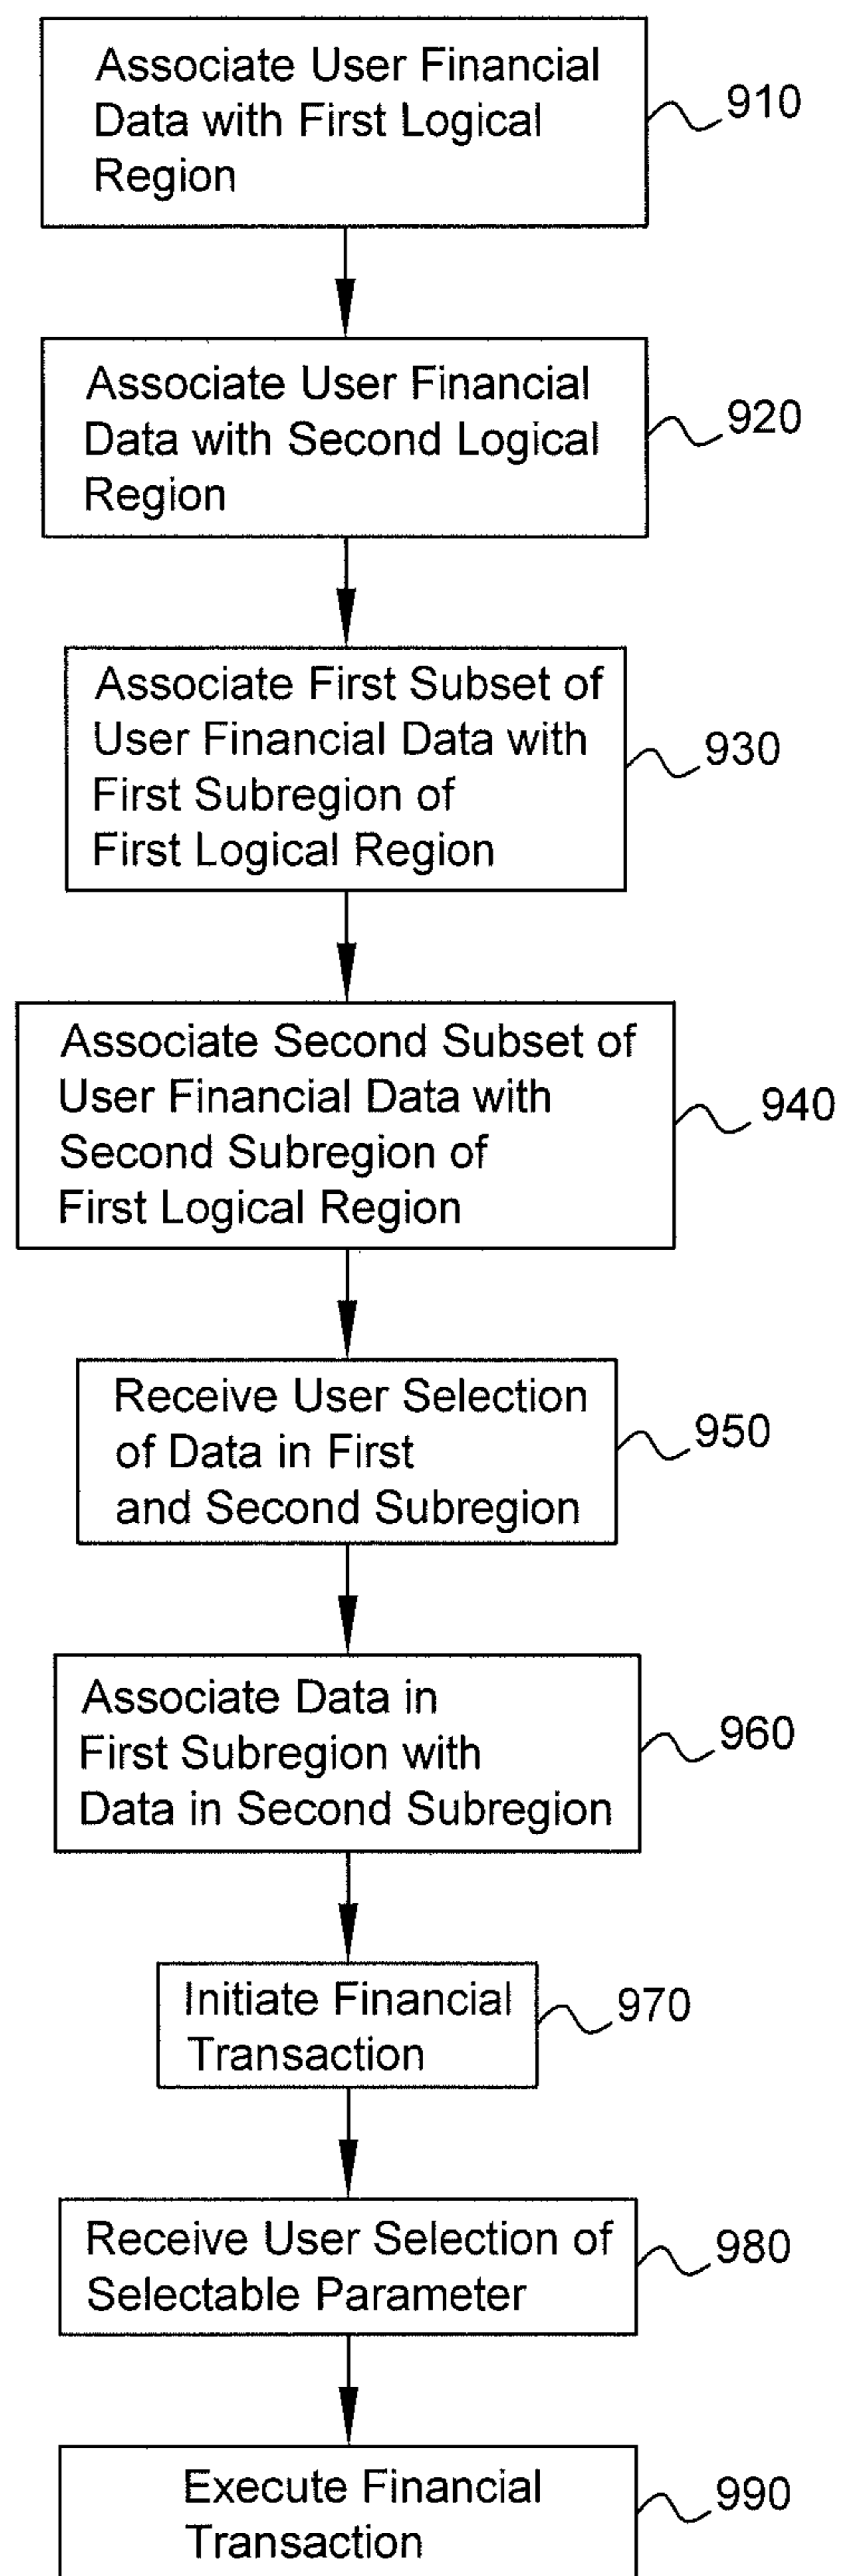 Associate User Financial
Data with First Logical
Region
910
Associate User Financial
Data with Second Logical
Region
920
Associate First Subset of
User Financial Data with
First Subregion of
First Logical Region
930
Associate Second Subset of
User Financial Data with
Second Subregion of
First Logical Region
940
Receive User Selection
of Data in First
and Second Subregion
950
Associate Data in
First Subregion with
Data in Second Subregion
960
Initiate Financial
Transaction
970
Receive User Selection of
Selectable Parameter
980
Execute Financial
Transaction
990